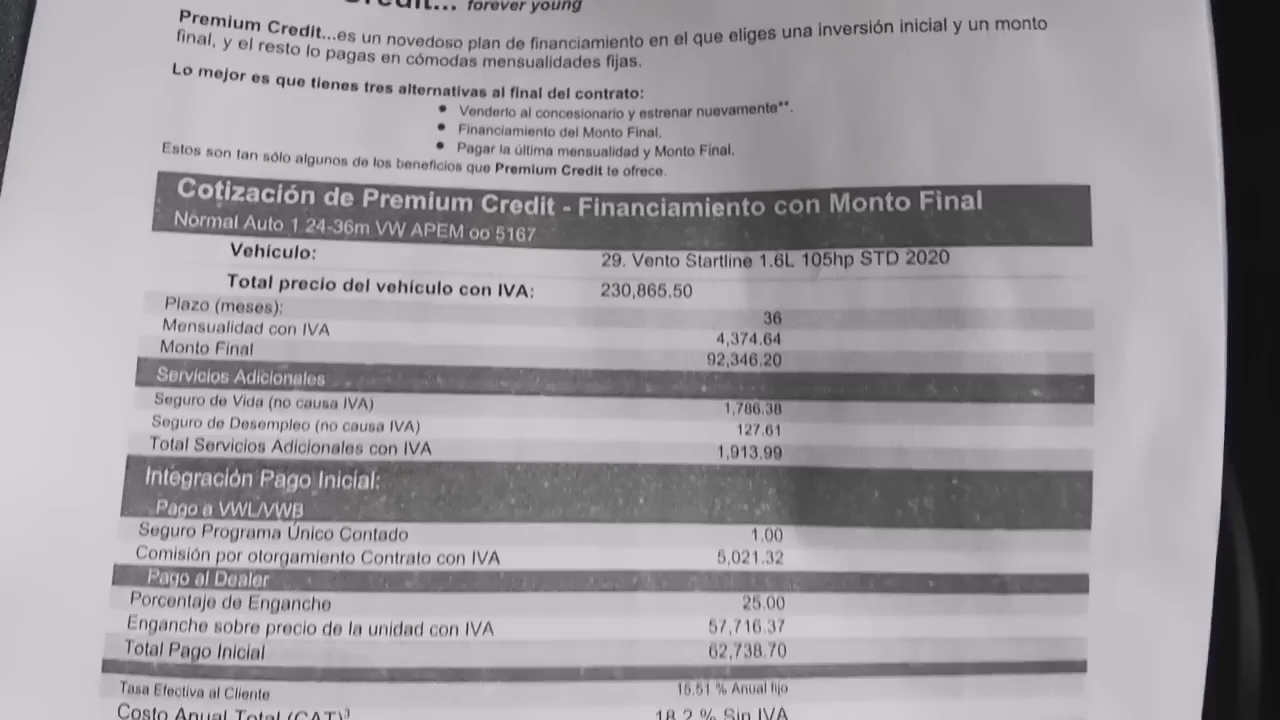 forever young
Premium Credit...es un novedoso plan de financiamiento en el que eliges una inversión inicial y un monto
final, y el resto lo pagas en cómodas mensualidades fijas.
Lo mejor es que tienes tres alternativas al final del contrato:
• Venderlo al concesionario y estrenar nuevamente**.
• Financiamiento del Monto Final.
• Pagar la última mensualidad y Monto Final.
Estos son tan sólo algunos de los beneficios que Premium Credit te ofrece.
Cotización de Premium Credit - Financiamiento con Monto Final
Normal Auto 1 24-36m VW APEM oo 5167
Vehículo: 29. Vento Startline 1.6L 105hp STD 2020
Total precio del vehículo con IVA: 230,865.50
Plazo (meses): 36
Mensualidad con IVA 4,374.64
Monto Final 92,346.20
Servicios Adicionales
Seguro de Vida (no causa IVA) 1,786.38
Seguro de Desempleo (no causa IVA) 127.61
Total Servicios Adicionales con IVA 1,913.99
Integración Pago Inicial:
Pago a VWL/VWB
Seguro Programa Único Contado 1.00
Comisión por otorgamiento Contrato con IVA 5,021.32
Pago al Dealer
Porcentaje de Enganche 25.00
Enganche sobre precio de la unidad con IVA 57,716.37
Total Pago Inicial 62,738.70
Tasa Efectiva al Cliente 15.51 % Anual fijo
Costo Anual Total (CAT)³ 18.2 % Sin IVA